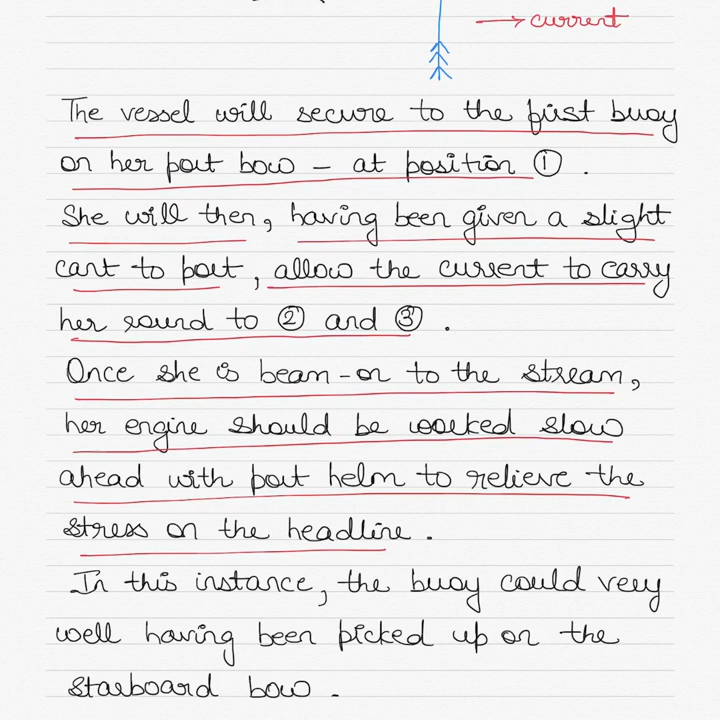 → current
The vessel will secure to the first buoy
on her port bow – at position ① .
She will then, having been given a slight
cant to port, allow the current to carry
her round to ② and ③ .
Once she is beam-on to the stream,
her engine should be worked slow
ahead with port helm to relieve the
stress on the headline .
In this instance, the buoy could very
well having been picked up on the
starboard bow .